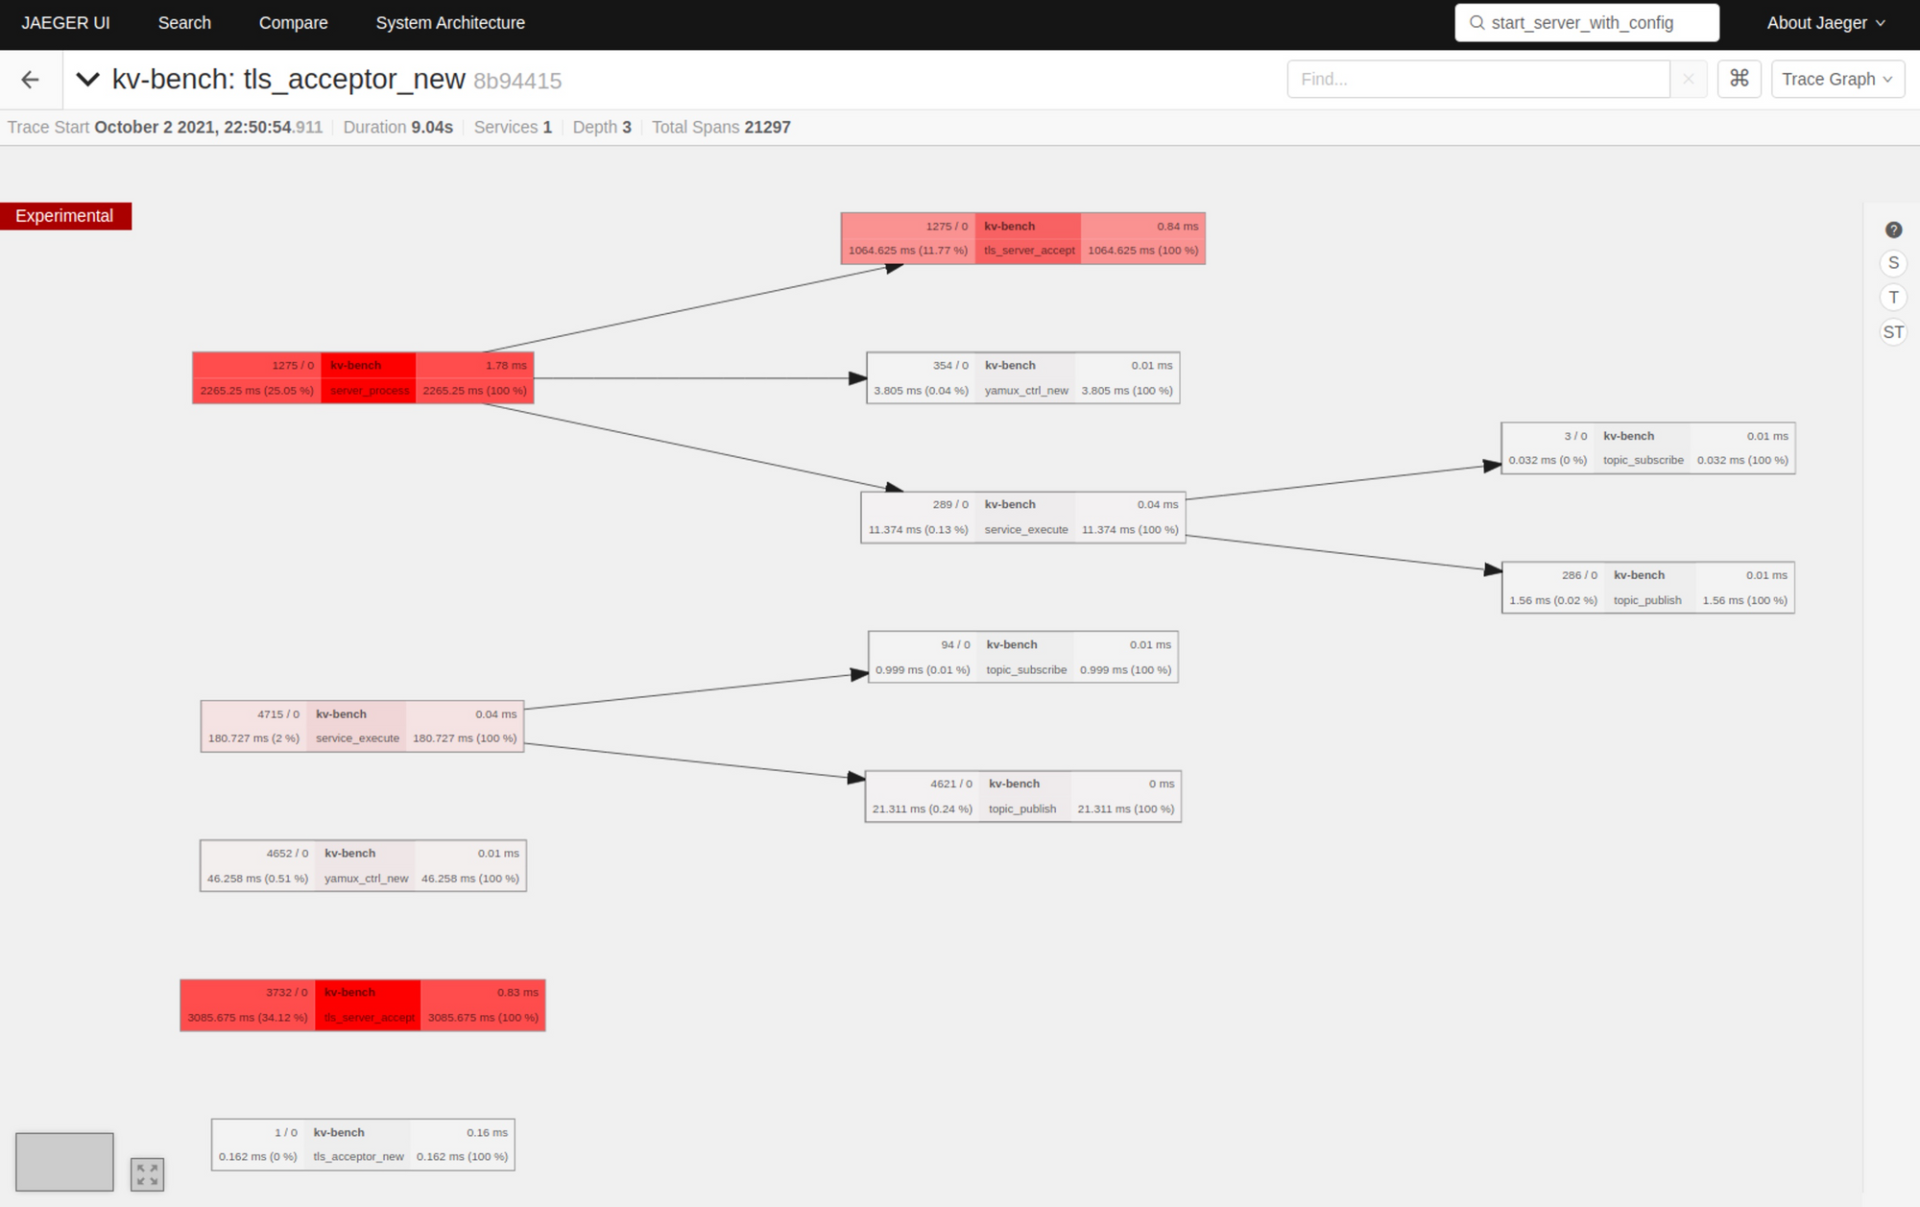 JAEGER UI Search Compare System Architecture start_server_with_config About Jaeger
kv-bench: tls_acceptor_new 8b94415 Find... ⌘ Trace Graph
Trace Start October 2 2021, 22:50:54.911 Duration 9.04s Services 1 Depth 3 Total Spans 21297
Experimental
?
S
T
ST
1275 / 0 kv-bench 0.84 ms
1064.625 ms (11.77 %) tls_server_accept 1064.625 ms (100 %)
1275 / 0 kv-bench 1.78 ms
2265.25 ms (25.05 %) server_process 2265.25 ms (100 %)
354 / 0 kv-bench 0.01 ms
3.805 ms (0.04 %) yamux_ctrl_new 3.805 ms (100 %)
3 / 0 kv-bench 0.01 ms
0.032 ms (0 %) topic_subscribe 0.032 ms (100 %)
289 / 0 kv-bench 0.04 ms
11.374 ms (0.13 %) service_execute 11.374 ms (100 %)
286 / 0 kv-bench 0.01 ms
1.56 ms (0.02 %) topic_publish 1.56 ms (100 %)
94 / 0 kv-bench 0.01 ms
0.999 ms (0.01 %) topic_subscribe 0.999 ms (100 %)
4715 / 0 kv-bench 0.04 ms
180.727 ms (2 %) service_execute 180.727 ms (100 %)
4621 / 0 kv-bench 0 ms
21.311 ms (0.24 %) topic_publish 21.311 ms (100 %)
4652 / 0 kv-bench 0.01 ms
46.258 ms (0.51 %) yamux_ctrl_new 46.258 ms (100 %)
3732 / 0 kv-bench 0.83 ms
3085.675 ms (34.12 %) tls_server_accept 3085.675 ms (100 %)
1 / 0 kv-bench 0.16 ms
0.162 ms (0 %) tls_acceptor_new 0.162 ms (100 %)